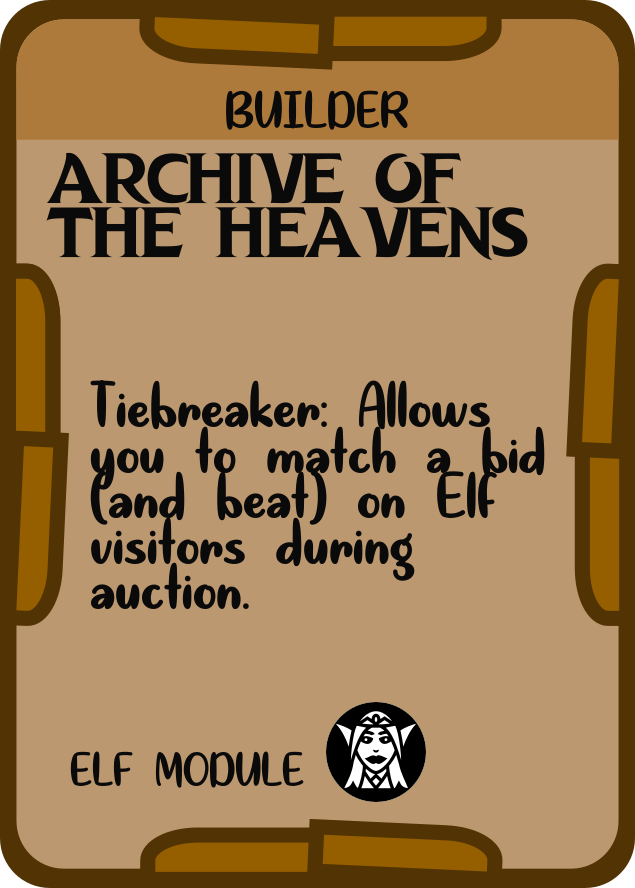 BUILDER
ARCHIVE OF
THE HEAVENS
Tiebreaker: Allows
you to match a bid
(and beat) on Elf
visitors during
auction.
ELF MODULE